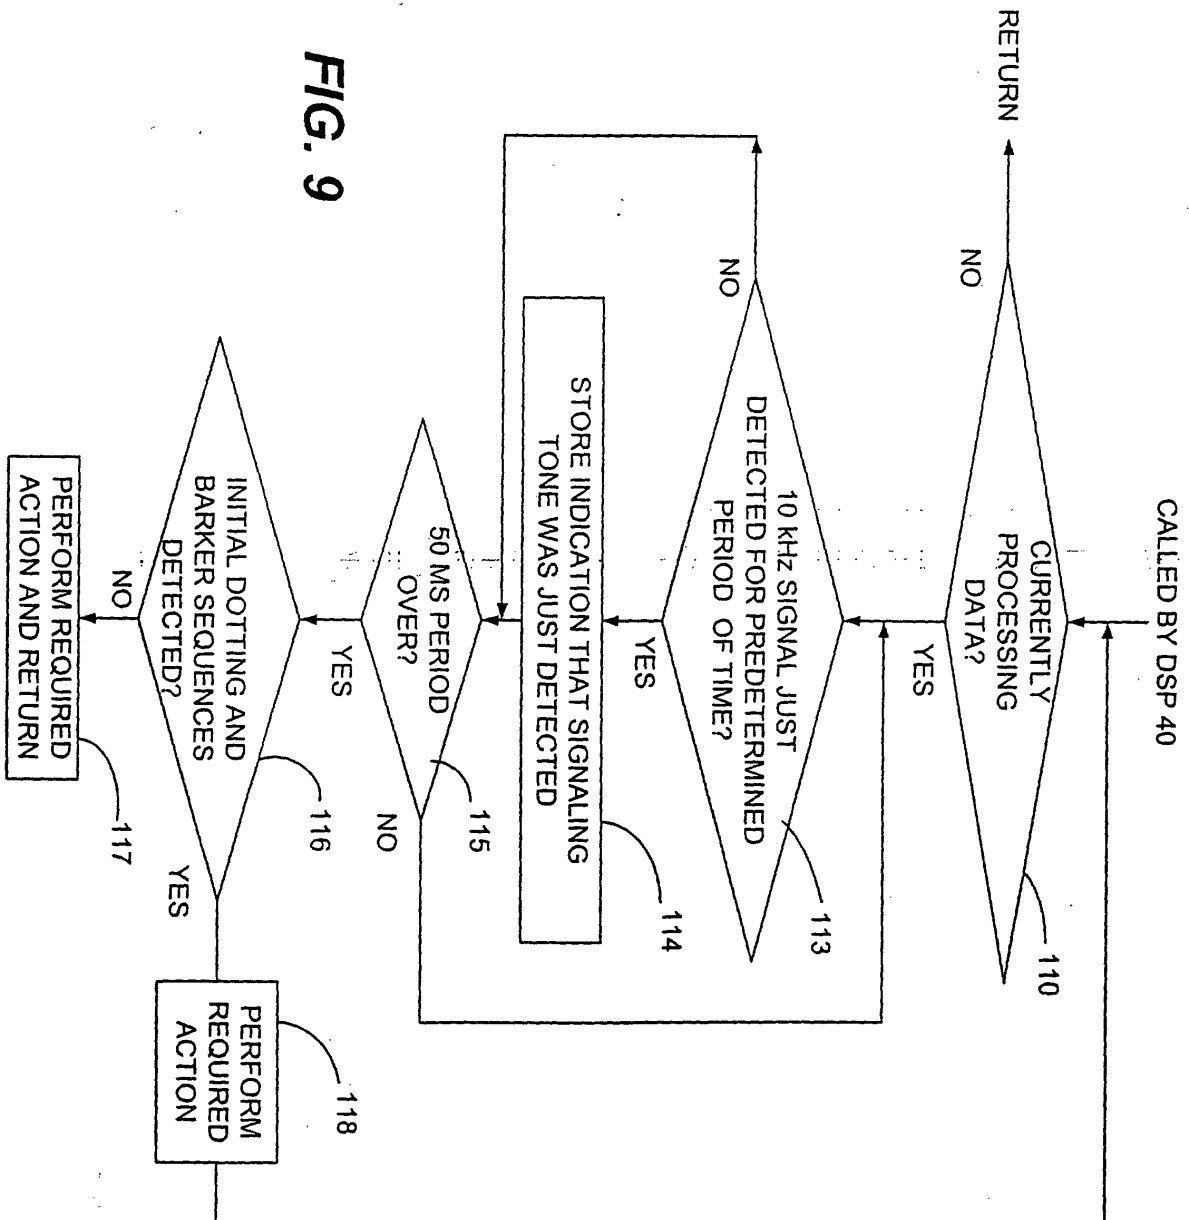 CALLED BY DSP 40
CURRENTLY
PROCESSING
DATA?
110
NO
RETURN
YES
10 kHz SIGNAL JUST
DETECTED FOR PREDETERMINED
PERIOD OF TIME?
113
NO
YES
STORE INDICATION THAT SIGNALING
TONE WAS JUST DETECTED
114
50 MS PERIOD
OVER?
115
NO
YES
INITIAL DOTTING AND
BARKER SEQUENCES
DETECTED?
116
YES
NO
PERFORM
REQUIRED
ACTION
118
PERFORM REQUIRED
ACTION AND RETURN
117
FIG. 9